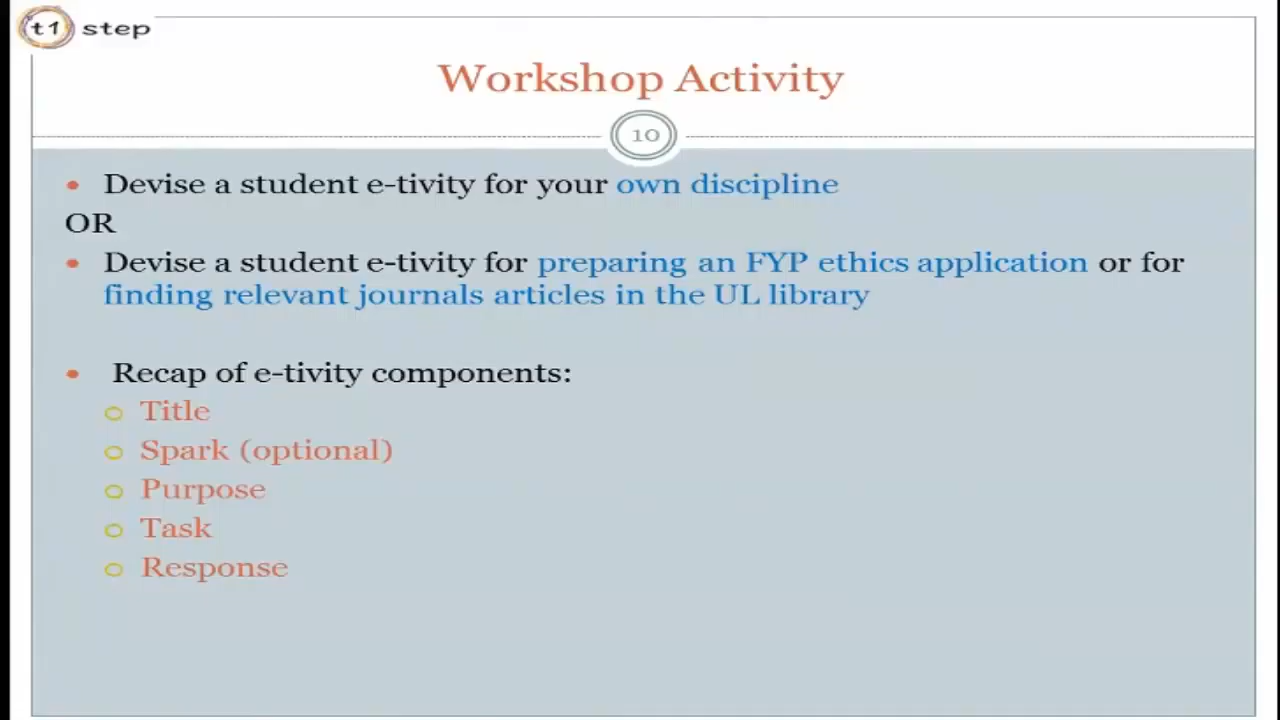 t1 step
Workshop Activity
10
• Devise a student e-tivity for your own discipline
OR
• Devise a student e-tivity for preparing an FYP ethics application or for
finding relevant journals articles in the UL library
• Recap of e-tivity components:
o Title
o Spark (optional)
o Purpose
o Task
o Response